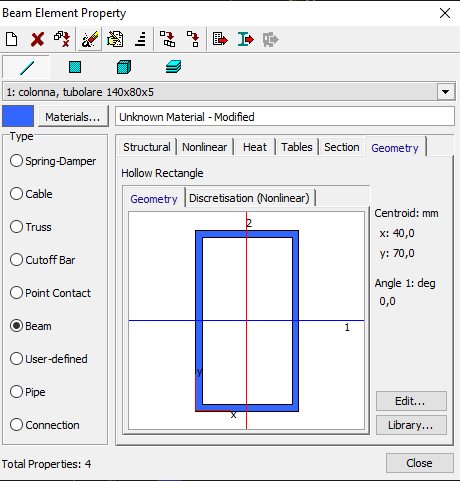 Beam Element Property
1: colonna, tubolare 140x80x5
Materials...
Unknown Material - Modified
Type
Spring-Damper
Cable
Truss
Cutoff Bar
Point Contact
Beam
User-defined
Pipe
Connection
Structural Nonlinear Heat Tables Section Geometry
Hollow Rectangle
Geometry Discretisation (Nonlinear)
2
1
y
x
Centroid: mm
x: 40,0
y: 70,0
Angle 1: deg
0,0
Edit...
Library...
Total Properties: 4
Close